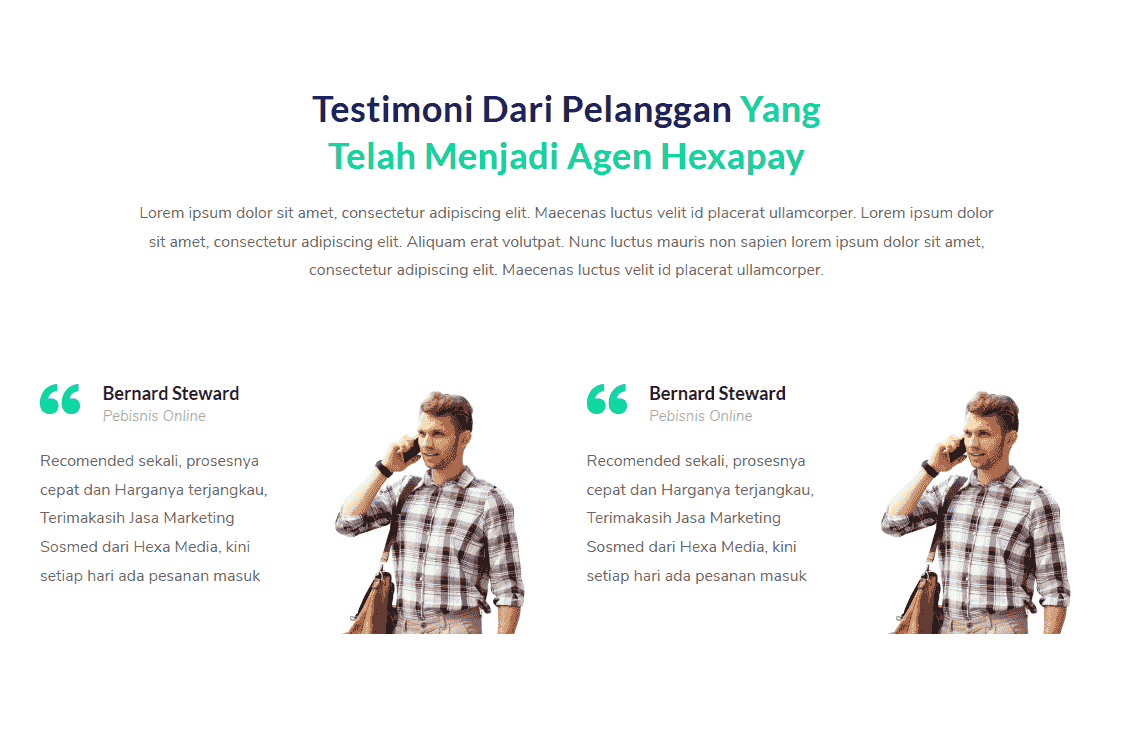 Testimoni Dari Pelanggan Yang
Telah Menjadi Agen Hexapay
Lorem ipsum dolor sit amet, consectetur adipiscing elit. Maecenas luctus velit id placerat ullamcorper. Lorem ipsum dolor
sit amet, consectetur adipiscing elit. Aliquam erat volutpat. Nunc luctus mauris non sapien lorem ipsum dolor sit amet,
consectetur adipiscing elit. Maecenas luctus velit id placerat ullamcorper.
Bernard Steward
Pebisnis Online
Recomended sekali, prosesnya
cepat dan Harganya terjangkau,
Terimakasih Jasa Marketing
Sosmed dari Hexa Media, kini
setiap hari ada pesanan masuk
Bernard Steward
Pebisnis Online
Recomended sekali, prosesnya
cepat dan Harganya terjangkau,
Terimakasih Jasa Marketing
Sosmed dari Hexa Media, kini
setiap hari ada pesanan masuk